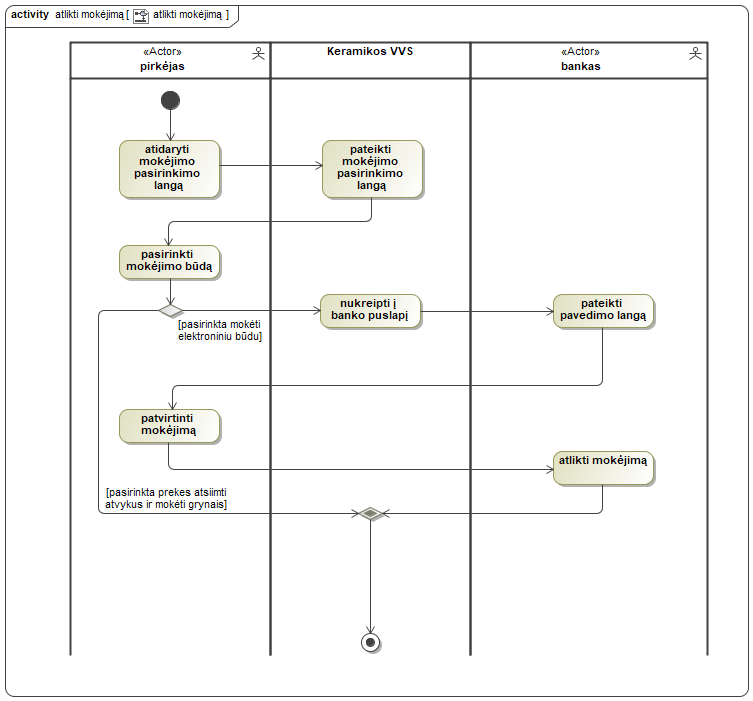 activity atlikti mokėjimą [ atlikti mokėjimą ]
«Actor»
pirkėjas
Keramikos VVS
«Actor»
bankas
atidaryti
mokėjimo
pasirinkimo
langą
pateikti
mokėjimo
pasirinkimo
langą
pasirinkti
mokėjimo būdą
[pasirinkta mokėti
elektroniniu būdu]
nukreipti į
banko puslapį
pateikti
pavedimo langą
patvirtinti
mokėjimą
atlikti mokėjimą
[pasirinkta prekes atsiimti
atvykus ir mokėti grynais]